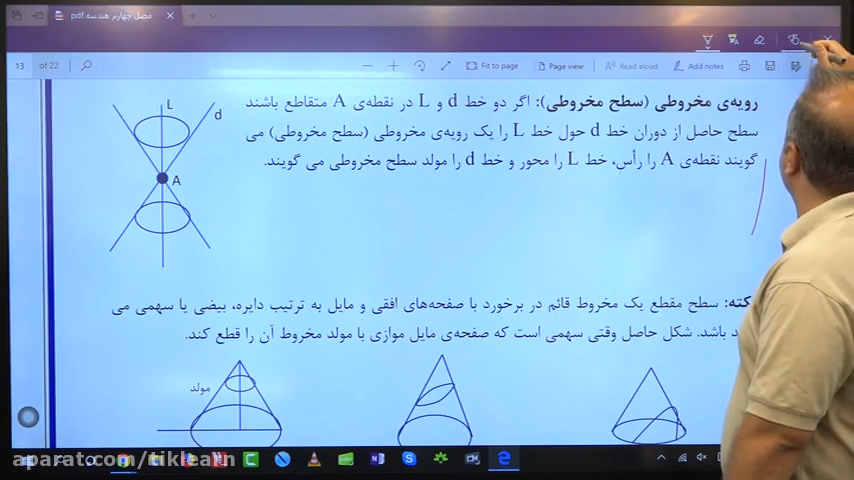 فصل چهارم هندسه.pdf
13 of 22
Fit to page
Page view
Read aloud
Add notes
رویه‌ی مخروطی (سطح مخروطی): اگر دو خط d و L در نقطه‌ی A متقاطع باشند
سطح حاصل از دوران خط d حول خط L را یک رویه‌ی مخروطی (سطح مخروطی) می
گویند نقطه‌ی A را رأس، خط L را محور و خط d را مولد سطح مخروطی می گویند.
L
d
A
کته: سطح مقطع یک مخروط قائم در برخورد با صفحه‌های افقی و مایل به ترتیب دایره، بیضی یا سهمی می
د باشد. شکل حاصل وقتی سهمی است که صفحه‌ی مایل موازی با مولد مخروط آن را قطع کند.
مولد
aparat.com/tiklearn